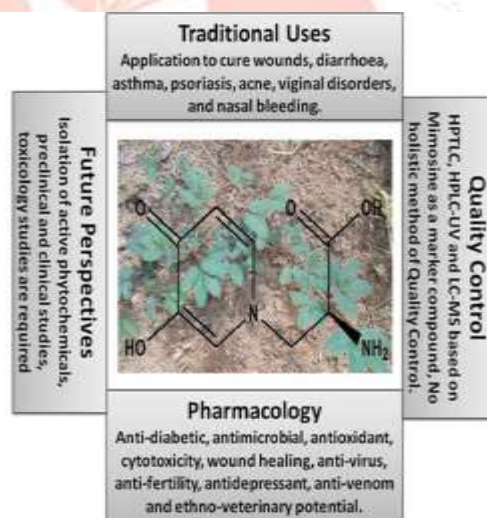 Traditional Uses
Application to cure wounds, diarrhoea,
asthma, psoriasis, acne, viginal disorders,
and nasal bleeding.
Future Perspectives
Isolation of active phytochemicals,
preclinical and clinical studies,
toxicology studies are required
O
HO
N
O
OH
NH₂
Quality Control
HPTLC, HPLC-UV and LC-MS based on
Mimosine as a marker compound, No
holistic method of Quality Control.
Pharmacology
Anti-diabetic, antimicrobial, antioxidant,
cytotoxicity, wound healing, anti-virus,
anti-fertility, antidepressant, anti-venom
and ethno-veterinary potential.